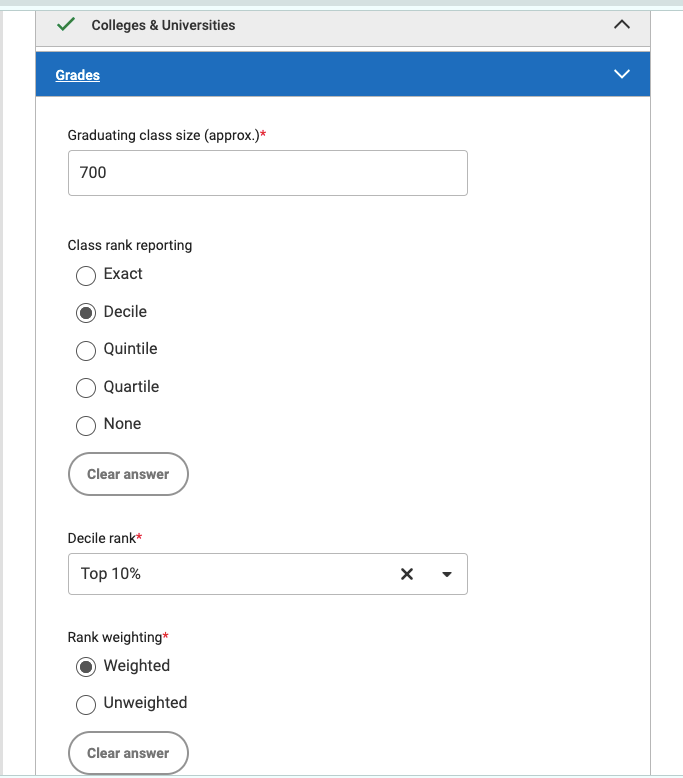 Colleges & Universities
Grades
Graduating class size (approx.)*
700
Class rank reporting
Exact
Decile
Quintile
Quartile
None
Clear answer
Decile rank*
Top 10%
Rank weighting*
Weighted
Unweighted
Clear answer